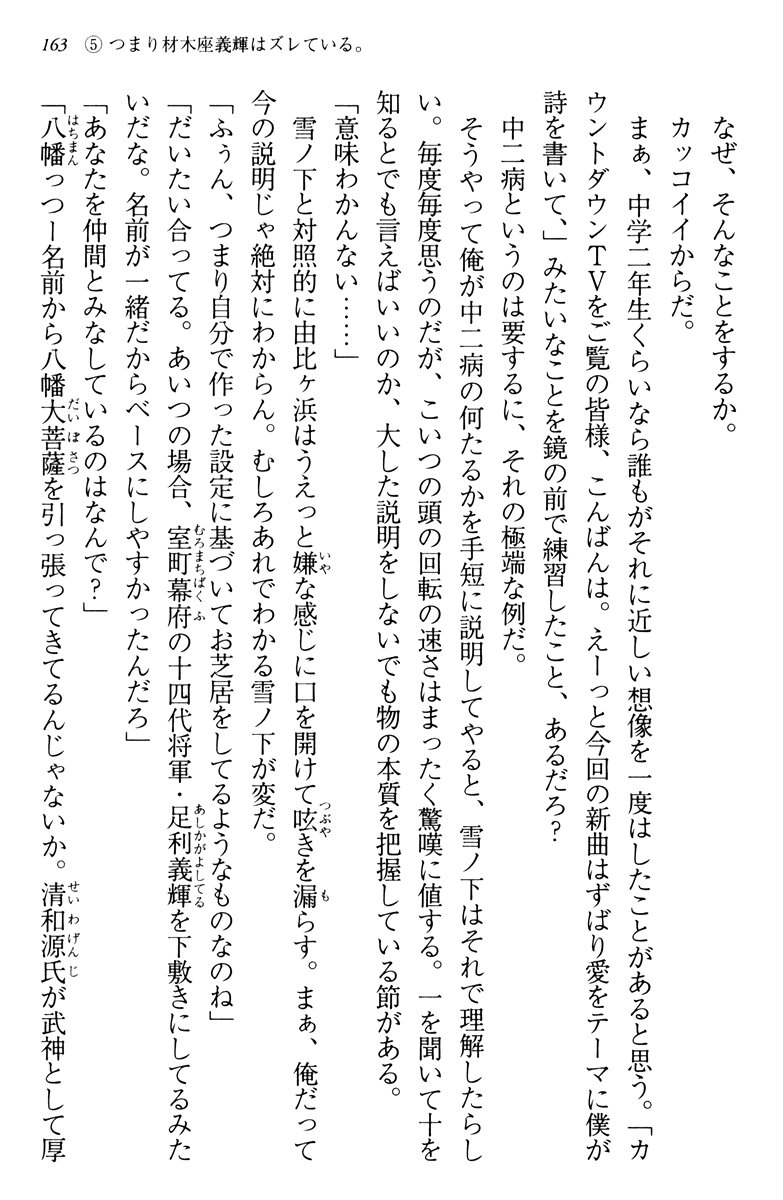 163　⑤ つまり材木座義輝はズレている。
　なぜ、そんなことをするか。
　カッコイイからだ。
　まぁ、中学二年生くらいなら誰もがそれに近しい想像を一度はしたことがあると思う。「カ
ウントダウンTVをご覧の皆様、こんばんは。えーっと今回の新曲はずばり愛をテーマに僕が
詩を書いて、」みたいなことを鏡の前で練習したこと、あるだろ？
　中二病というのは要するに、それの極端な例だ。
　そうやって俺が中二病の何たるかを手短に説明してやると、雪ノ下はそれで理解したらし
い。毎度毎度思うのだが、こいつの頭の回転の速さはまったく驚嘆に値する。一を聞いて十を
知るとでも言えばいいのか、大した説明をしないでも物の本質を把握している節がある。
「意味わかんない……」
　雪ノ下と対照的に由比ヶ浜はうえっと嫌な感じに口を開けて呟きを漏らす。まぁ、俺だって
今の説明じゃ絶対にわからん。むしろあれでわかる雪ノ下が変だ。
「ふぅん、つまり自分で作った設定に基づいてお芝居をしてるようなものなのね」
「だいたい合ってる。あいつの場合、室町幕府の十四代将軍・足利義輝を下敷きにしてるみた
いだな。名前が一緒だからベースにしやすかったんだろ」
「あなたを仲間とみなしているのはなんで？」
「八幡っつー名前から八幡大菩薩を引っ張ってきてるんじゃないか。清和源氏が武神として厚